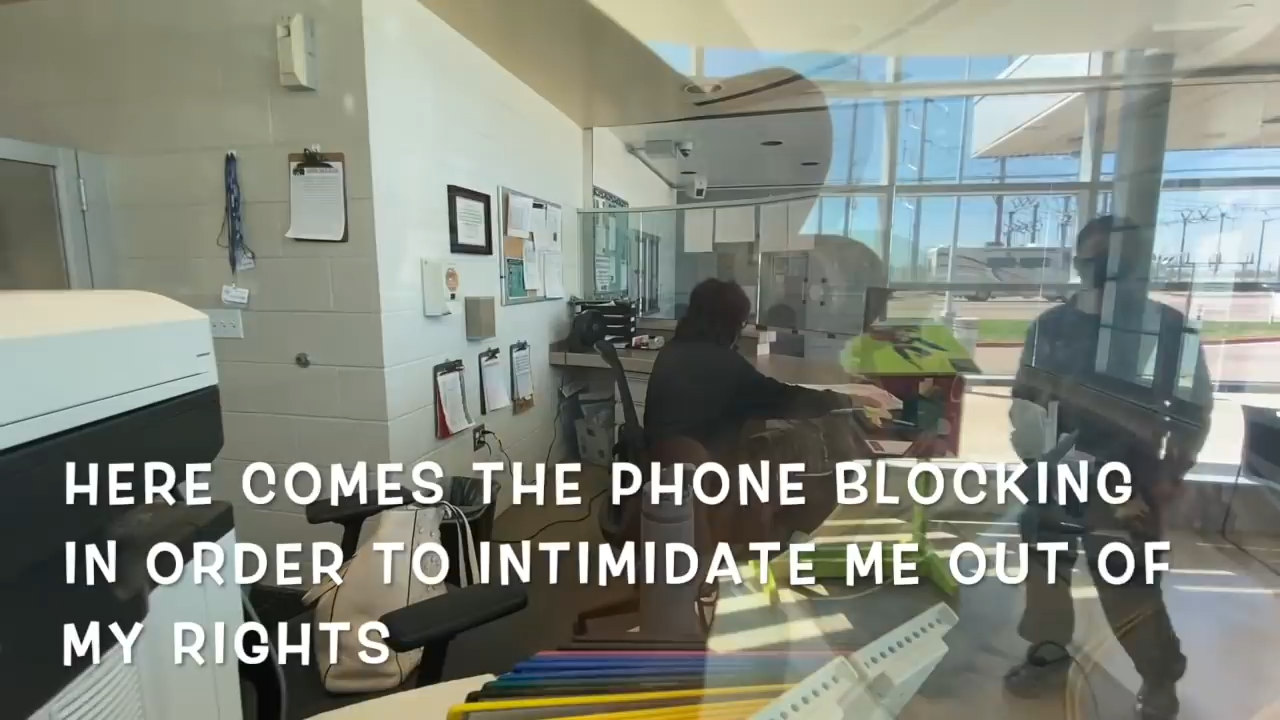 HERE COMES THE PHONE BLOCKING
IN ORDER TO INTIMIDATE ME OUT OF
MY RIGHTS